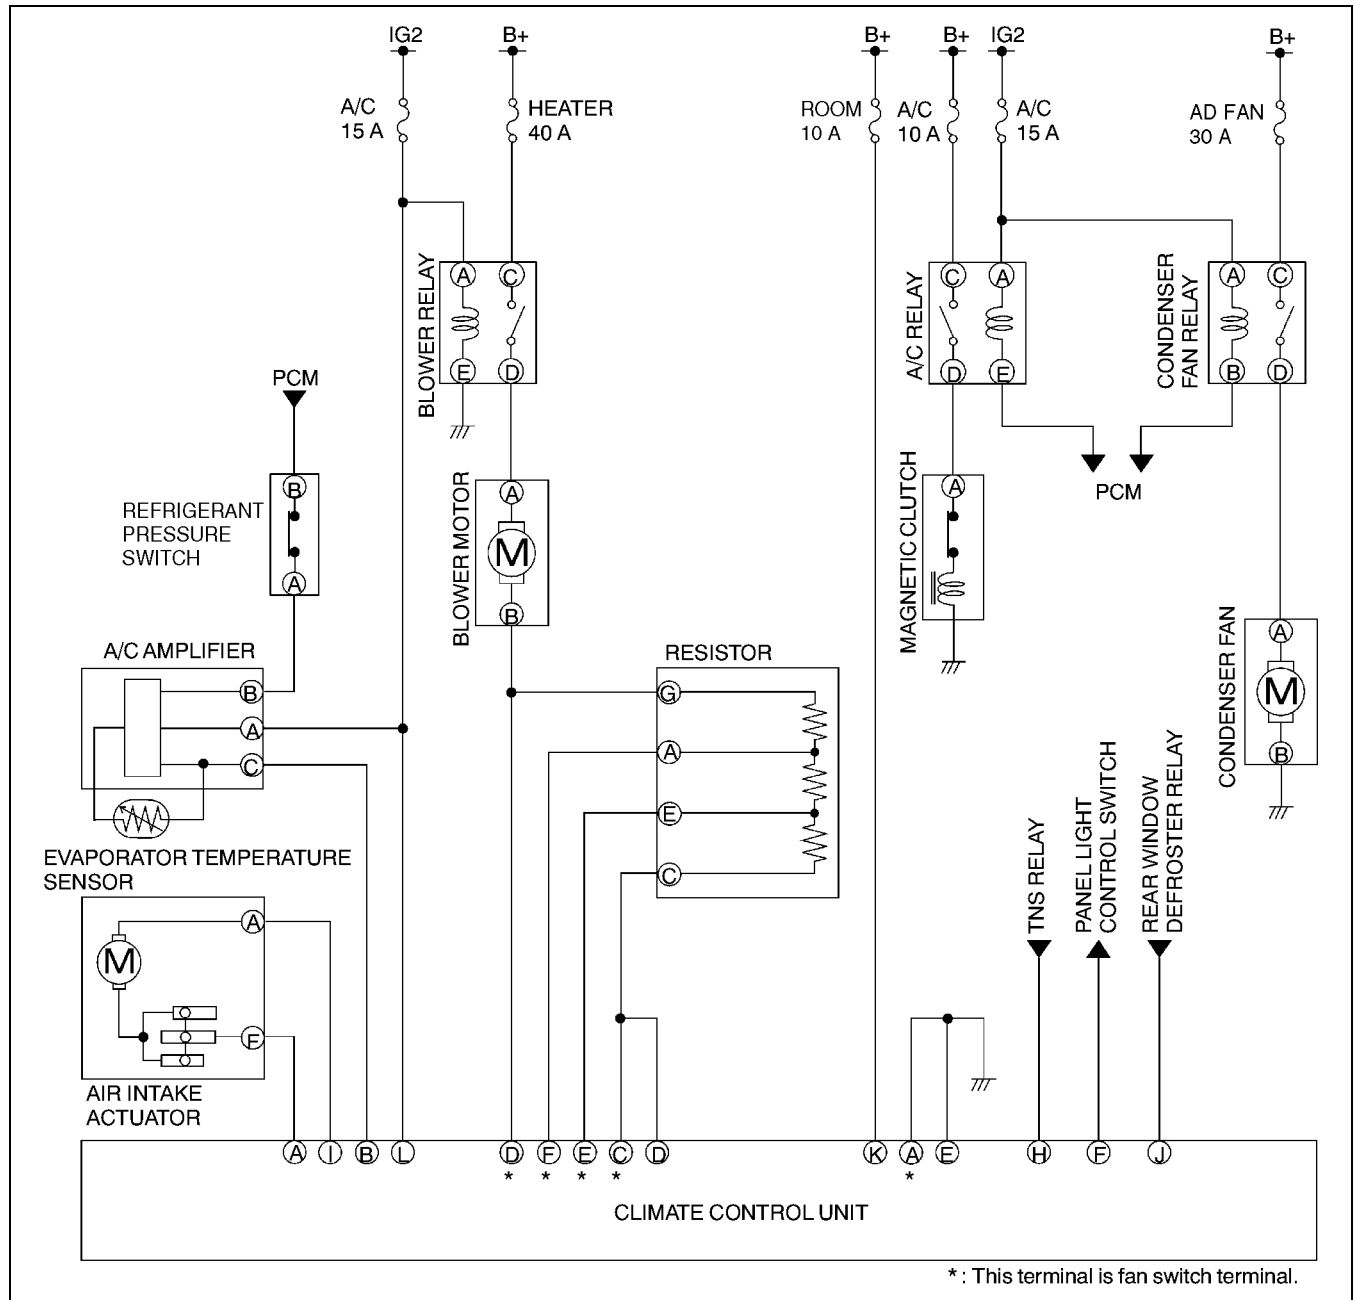 IG2
B+
B+
B+
IG2
B+
A/C
15 A
HEATER
40 A
ROOM
10 A
A/C
10 A
A/C
15 A
AD FAN
30 A
BLOWER RELAY
A
C
E
D
A/C RELAY
C
A
D
E
CONDENSER
FAN RELAY
A
C
B
D
PCM
PCM
REFRIGERANT
PRESSURE
SWITCH
B
A
BLOWER MOTOR
A
M
B
MAGNETIC CLUTCH
A
CONDENSER FAN
A
M
B
A/C AMPLIFIER
B
A
C
EVAPORATOR TEMPERATURE
SENSOR
RESISTOR
G
A
E
C
A
M
F
AIR INTAKE
ACTUATOR
TNS RELAY
PANEL LIGHT
CONTROL SWITCH
REAR WINDOW
DEFROSTER RELAY
A I B L D F E C D K A E H F J
* * * * *
CLIMATE CONTROL UNIT
* : This terminal is fan switch terminal.